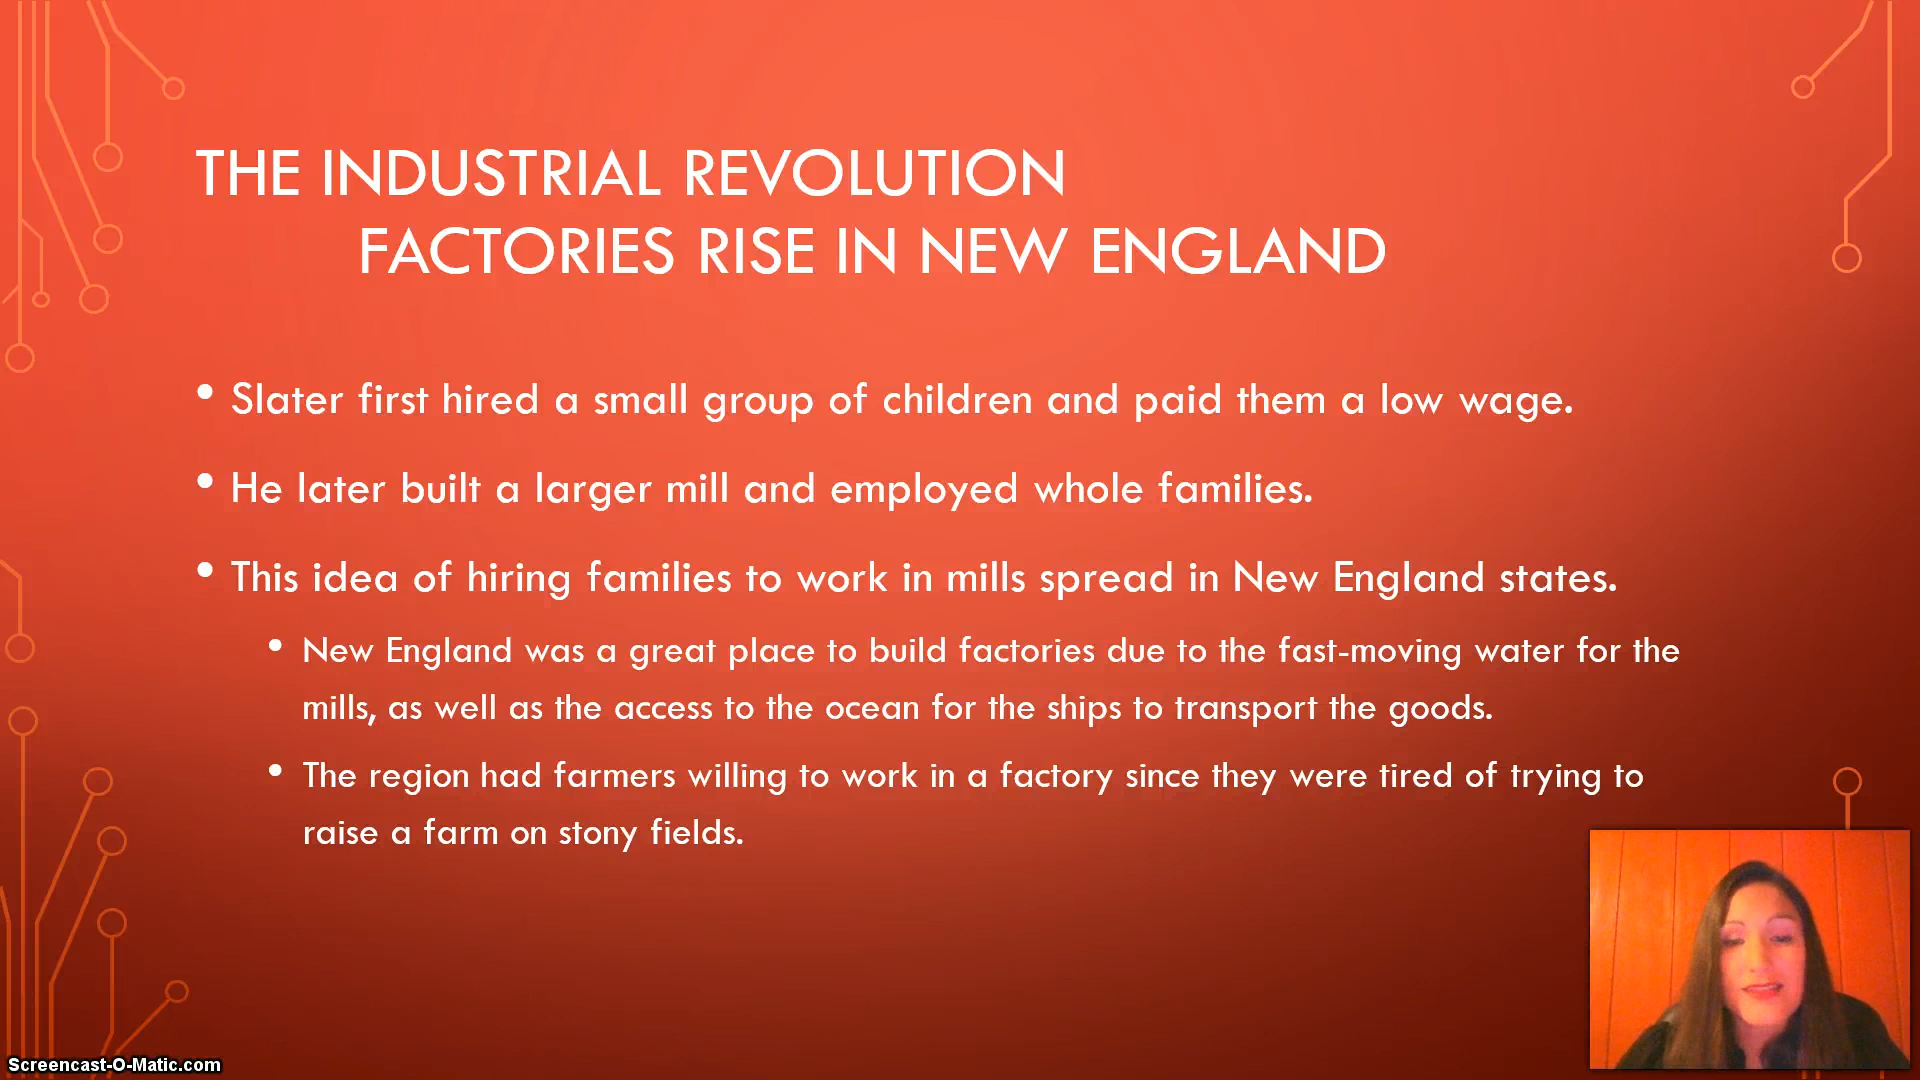 THE INDUSTRIAL REVOLUTION
FACTORIES RISE IN NEW ENGLAND
• Slater first hired a small group of children and paid them a low wage.
• He later built a larger mill and employed whole families.
• This idea of hiring families to work in mills spread in New England states.
• New England was a great place to build factories due to the fast-moving water for the
mills, as well as the access to the ocean for the ships to transport the goods.
• The region had farmers willing to work in a factory since they were tired of trying to
raise a farm on stony fields.
Screencast-O-Matic.com